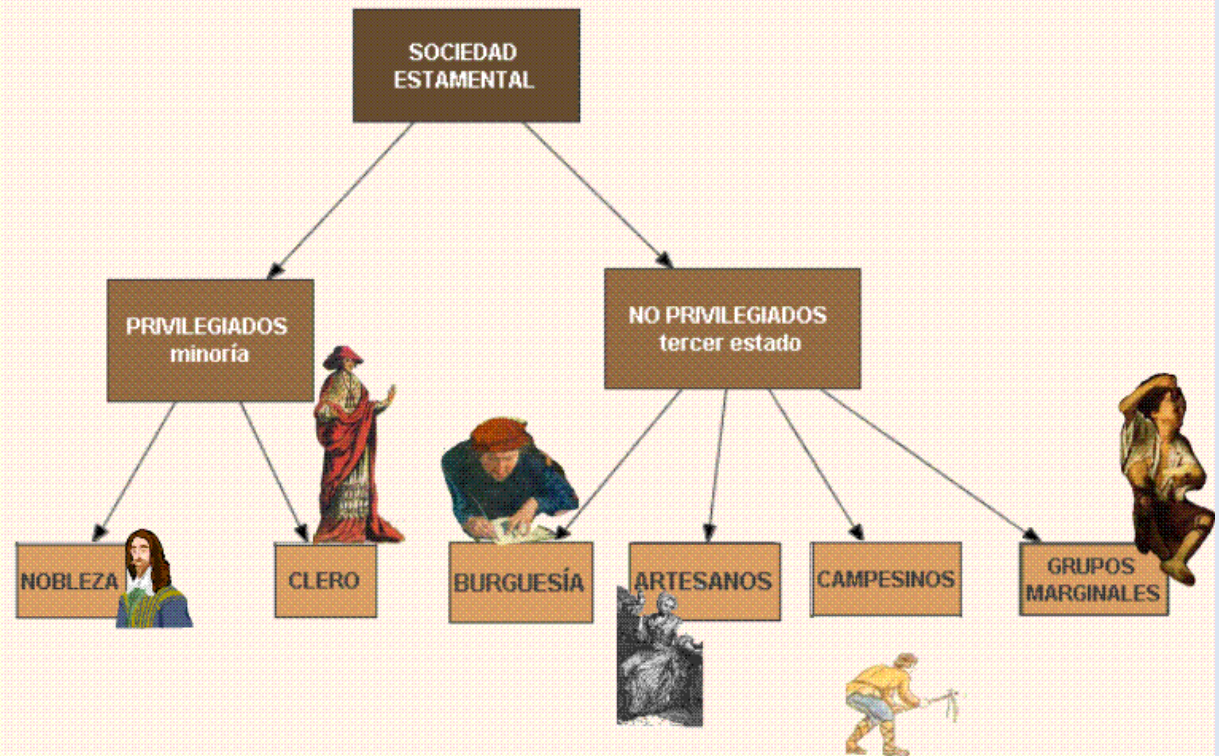 SOCIEDAD
ESTAMENTAL
PRIVILEGIADOS
minoría
NO PRIVILEGIADOS
tercer estado
NOBLEZA
CLERO
BURGUESÍA
ARTESANOS
CAMPESINOS
GRUPOS
MARGINALES